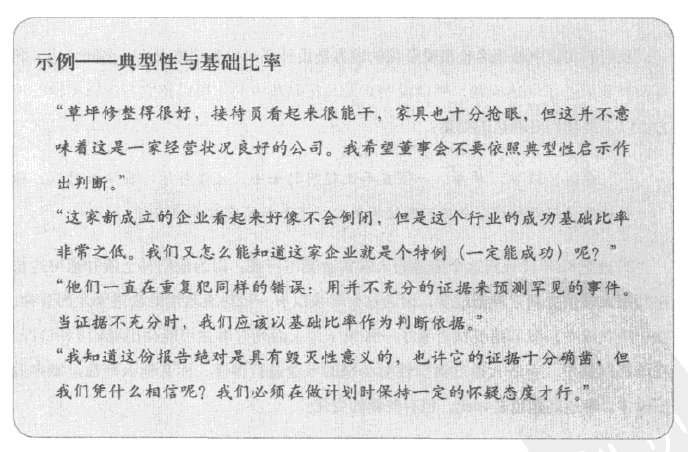 示例——典型性与基础比率
“草坪修整得很好，接待员看起来很能干，家具也十分抢眼，但这并不意
味着这是一家经营状况良好的公司。我希望董事会不要依照典型性启示作
出判断。”
“这家新成立的企业看起来好像不会倒闭，但是这个行业的成功基础比率
非常之低。我们又怎么能知道这家企业就是个特例（一定能成功）呢？”
“他们一直在重复犯同样的错误：用并不充分的证据来预测罕见的事件。
当证据不充分时，我们应该以基础比率作为判断依据。”
“我知道这份报告绝对是具有毁灭性意义的，也许它的证据十分确凿，但
我们凭什么相信呢？我们必须在做计划时保持一定的怀疑态度才行。”